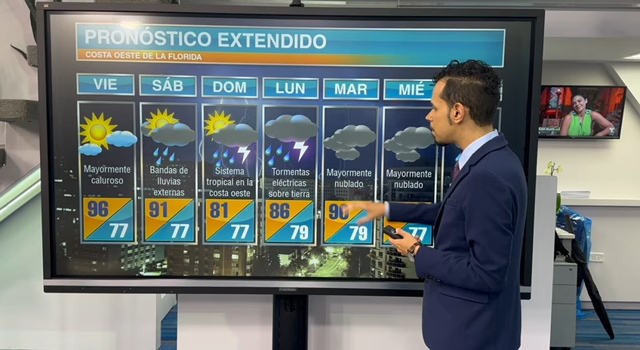 PRONÓSTICO EXTENDIDO
COSTA OESTE DE LA FLORIDA
VIE
SÁB
DOM
LUN
MAR
MIÉ
Mayormente
caluroso
Bandas de
lluvias
externas
Sistema
tropical en la
costa oeste
Tormentas
eléctricas
sobre tierra
Mayormente
nublado
Mayormente
nublado
96
77
91
77
81
77
86
79
90
79
77